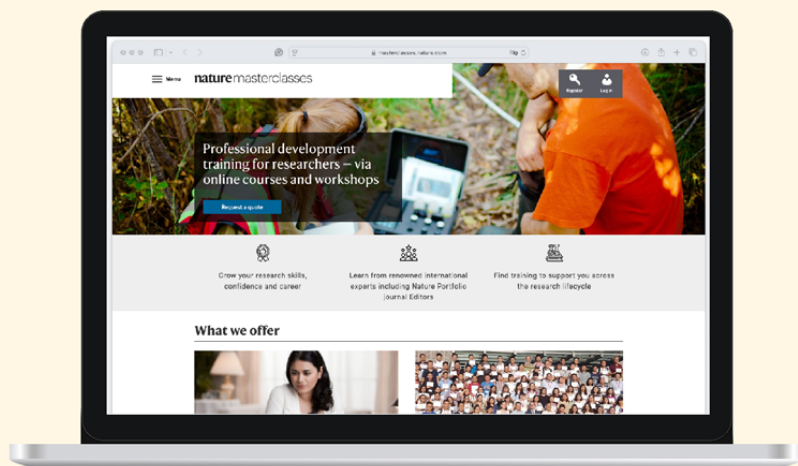 masterclasses.nature.com
Menu
nature masterclasses
Register
Log in
Professional development
training for researchers – via
online courses and workshops
Request a quote
Grow your research skills,
confidence and career
Learn from renowned international
experts including Nature Portfolio
Journal Editors
Find training to support you across
the research lifecycle
What we offer